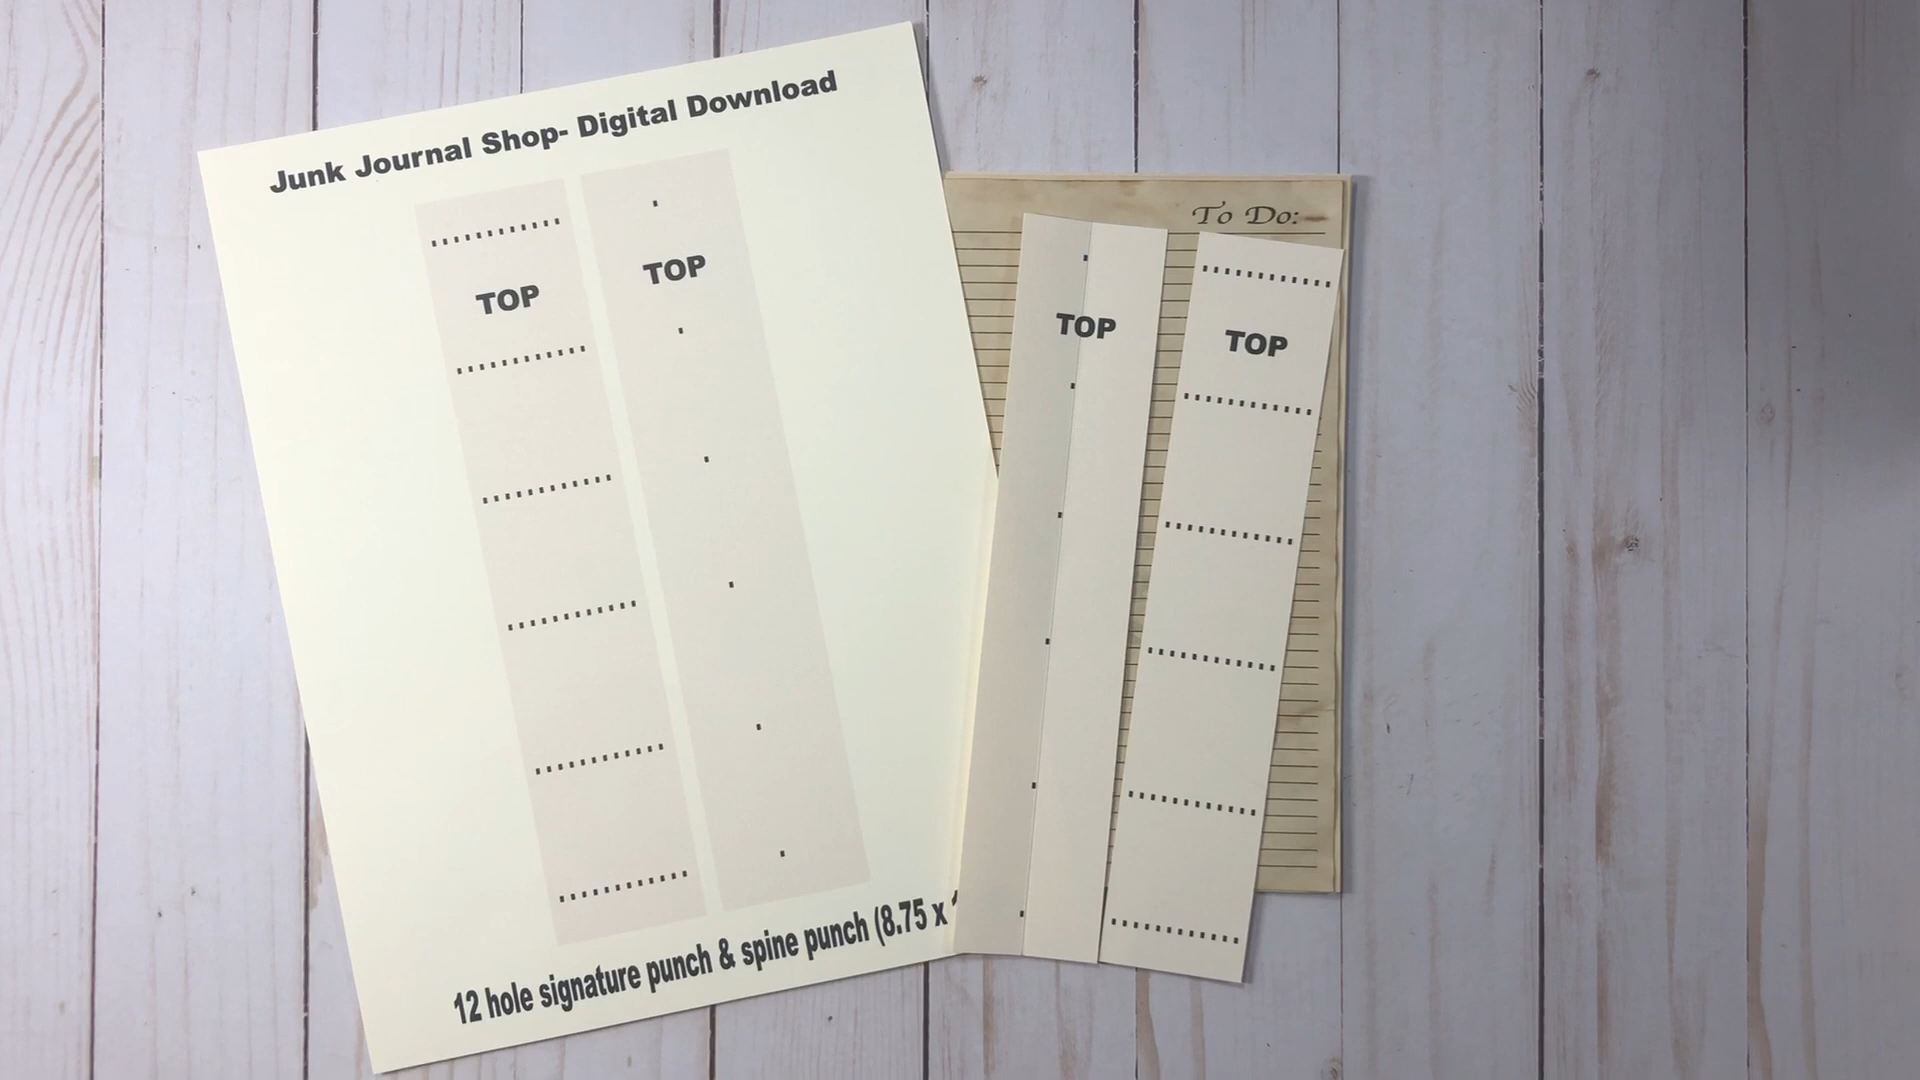 Junk Journal Shop- Digital Download
TOP
TOP
12 hole signature punch & spine punch (8.75 x
To Do:
TOP
TOP